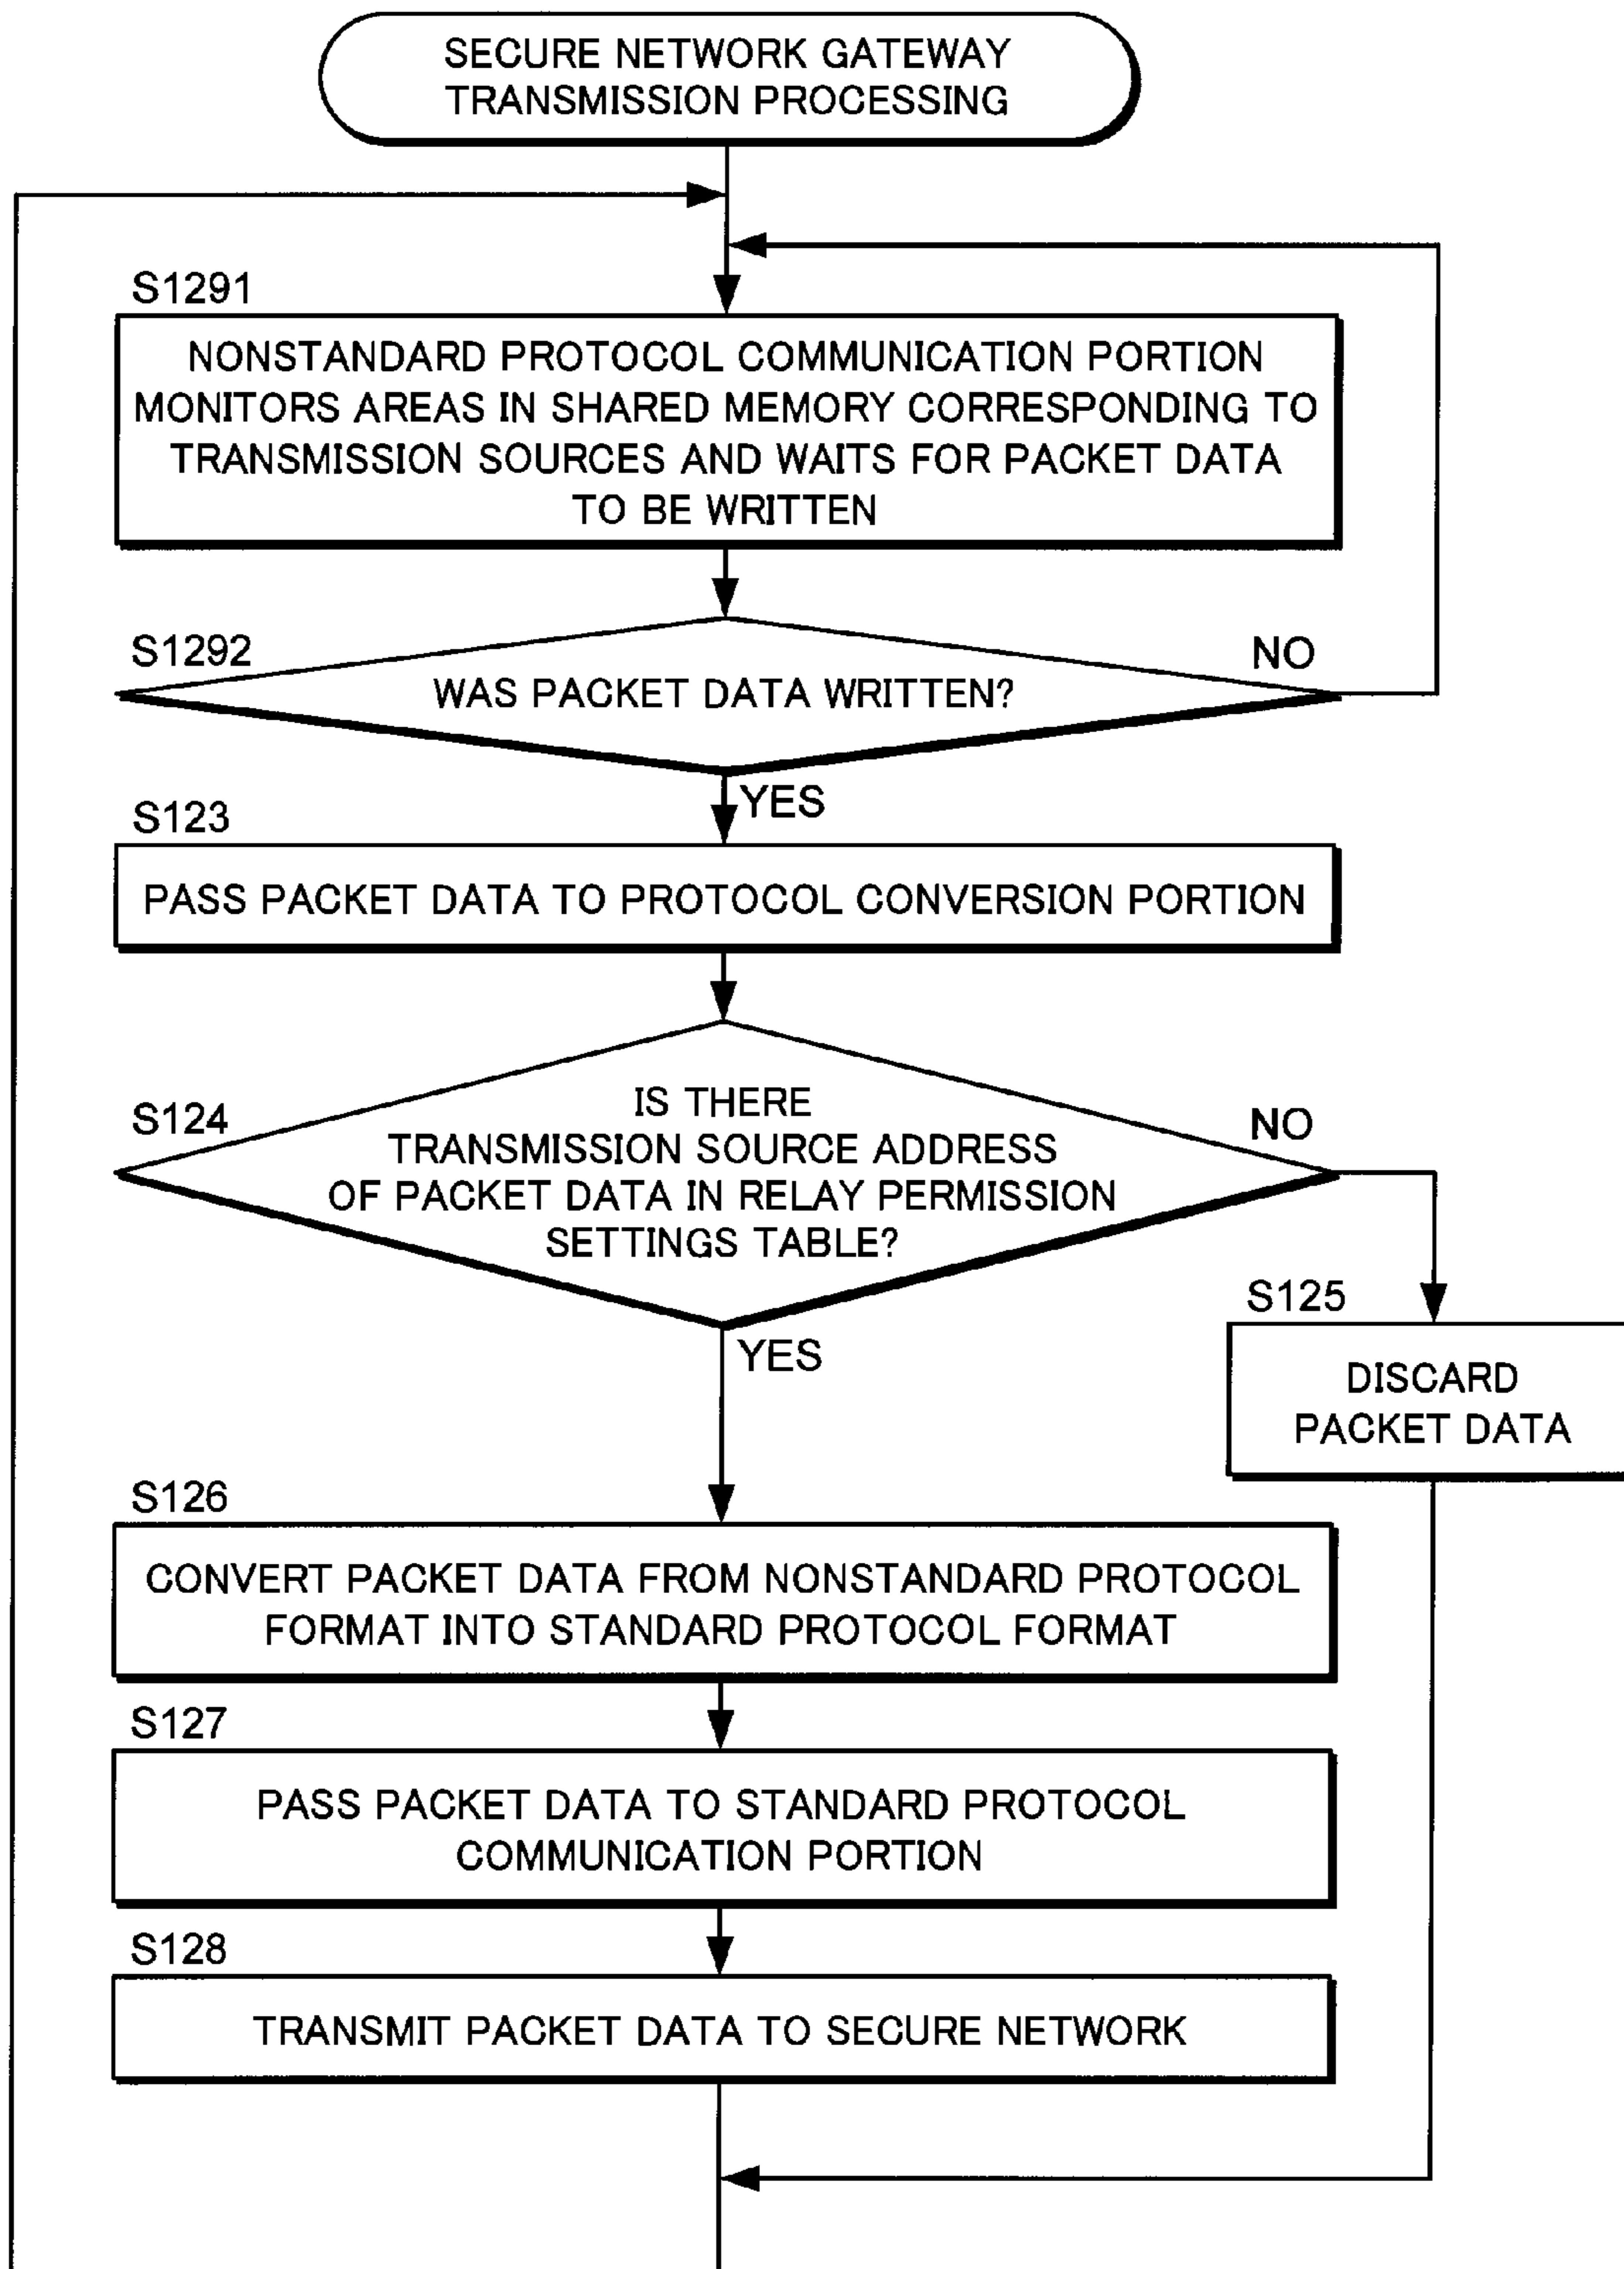 SECURE NETWORK GATEWAY
TRANSMISSION PROCESSING
S1291
NONSTANDARD PROTOCOL COMMUNICATION PORTION
MONITORS AREAS IN SHARED MEMORY CORRESPONDING TO
TRANSMISSION SOURCES AND WAITS FOR PACKET DATA
TO BE WRITTEN
S1292
NO
WAS PACKET DATA WRITTEN?
YES
S123
PASS PACKET DATA TO PROTOCOL CONVERSION PORTION
S124
NO
IS THERE
TRANSMISSION SOURCE ADDRESS
OF PACKET DATA IN RELAY PERMISSION
SETTINGS TABLE?
YES
S125
DISCARD
PACKET DATA
S126
CONVERT PACKET DATA FROM NONSTANDARD PROTOCOL
FORMAT INTO STANDARD PROTOCOL FORMAT
S127
PASS PACKET DATA TO STANDARD PROTOCOL
COMMUNICATION PORTION
S128
TRANSMIT PACKET DATA TO SECURE NETWORK